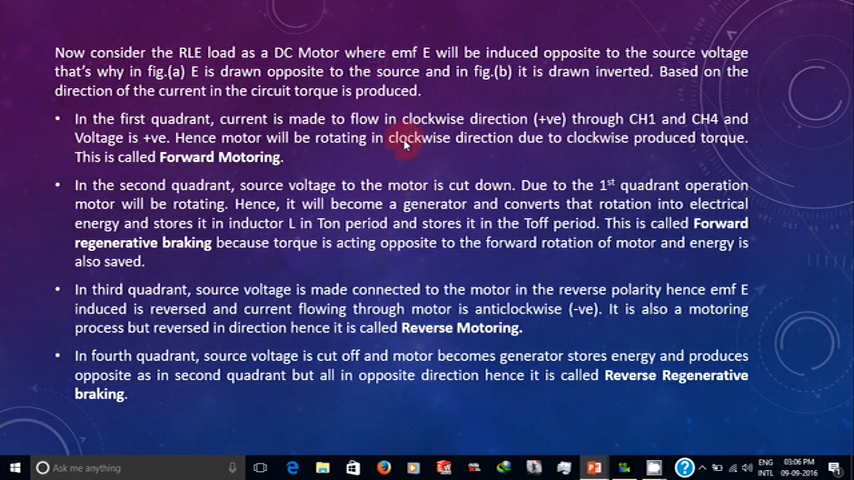 Now consider the RLE load as a DC Motor where emf E will be induced opposite to the source voltage
that's why in fig.(a) E is drawn opposite to the source and in fig.(b) it is drawn inverted. Based on the
direction of the current in the circuit torque is produced.
• In the first quadrant, current is made to flow in clockwise direction (+ve) through CH1 and CH4 and
Voltage is +ve. Hence motor will be rotating in clockwise direction due to clockwise produced torque.
This is called Forward Motoring.
• In the second quadrant, source voltage to the motor is cut down. Due to the 1st quadrant operation
motor will be rotating. Hence, it will become a generator and converts that rotation into electrical
energy and stores it in inductor L in Ton period and stores it in the Toff period. This is called Forward
regenerative braking because torque is acting opposite to the forward rotation of motor and energy is
also saved.
• In third quadrant, source voltage is made connected to the motor in the reverse polarity hence emf E
induced is reversed and current flowing through motor is anticlockwise (-ve). It is also a motoring
process but reversed in direction hence it is called Reverse Motoring.
• In fourth quadrant, source voltage is cut off and motor becomes generator stores energy and produces
opposite as in second quadrant but all in opposite direction hence it is called Reverse Regenerative
braking.
Ask me anything
ENG
INTL
03:06 PM
09-09-2016